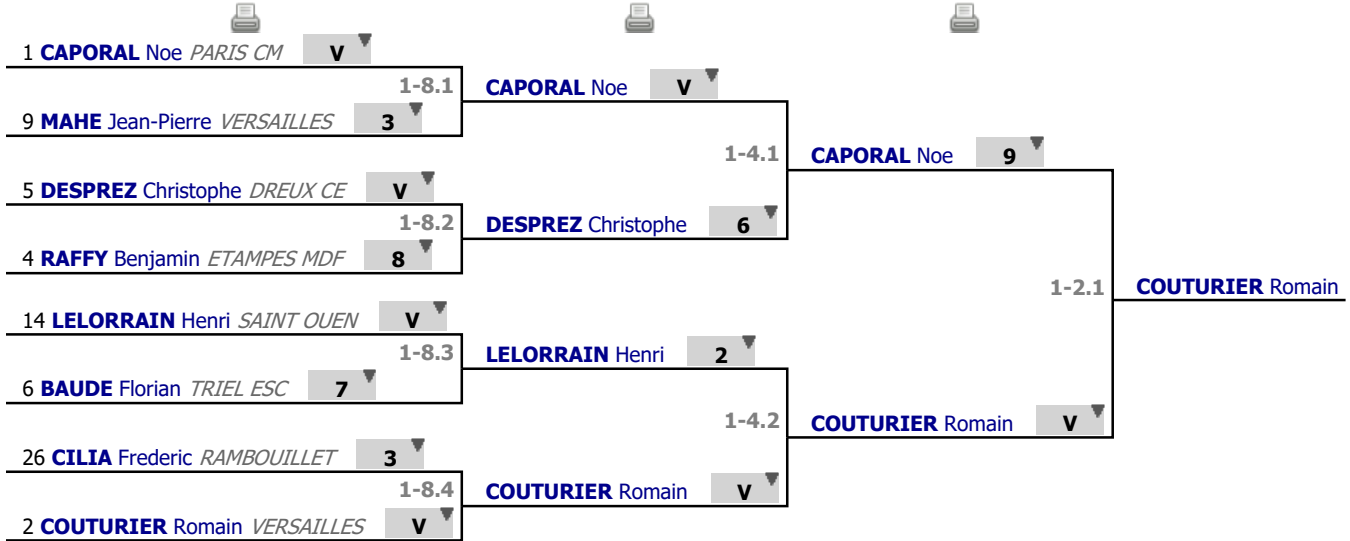 1 CAPORAL Noe PARIS CM V
1-8.1
9 MAHE Jean-Pierre VERSAILLES 3
5 DESPREZ Christophe DREUX CE V
1-8.2
4 RAFFY Benjamin ETAMPES MDF 8
14 LELORRAIN Henri SAINT OUEN V
1-8.3
6 BAUDE Florian TRIEL ESC 7
26 CILIA Frederic RAMBOUILLET 3
1-8.4
2 COUTURIER Romain VERSAILLES V
CAPORAL Noe V
1-4.1
DESPREZ Christophe 6
LELORRAIN Henri 2
1-4.2
COUTURIER Romain V
CAPORAL Noe 9
1-2.1
COUTURIER Romain V
COUTURIER Romain